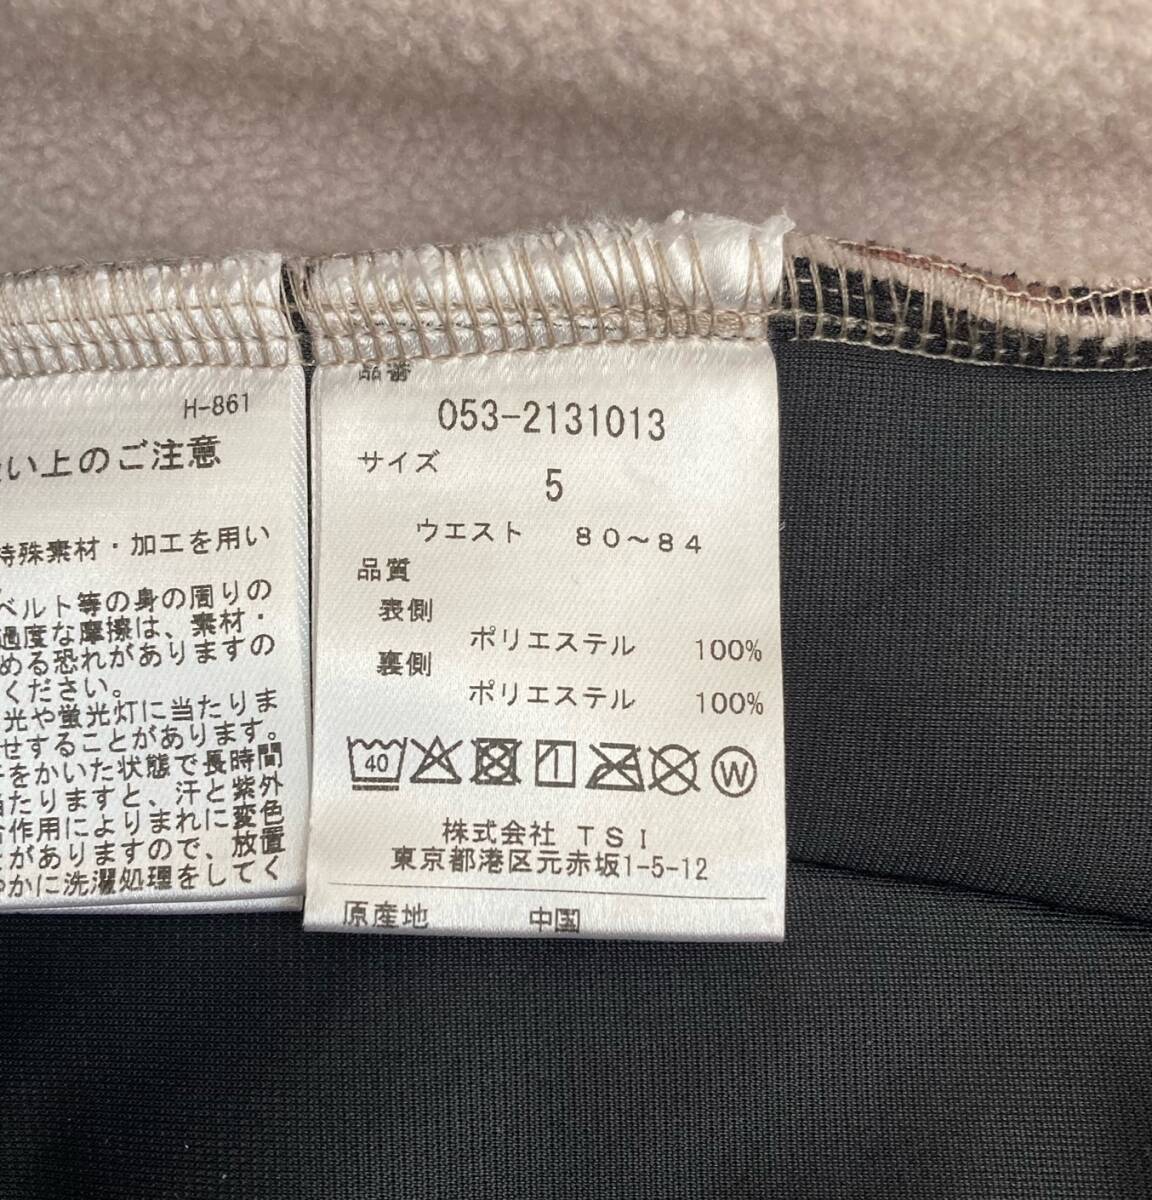 H-861
い上のご注意
特殊素材・加工を用い
ベルト等の身の周りの
過度な摩擦は、素材・
める恐れがありますの
ください。
光や蛍光灯に当たりま
せすることがあります。
をかいた状態で長時間
当たりますと、汗と紫外
作用によりまれに変色
がありますので、放置
やかに洗濯処理をしてく
品番
053-2131013
サイズ
5
ウエスト 80～84
品質
表側
ポリエステル 100%
裏側
ポリエステル 100%
40
W
株式会社 TSI
東京都港区元赤坂1-5-12
原産地 中国